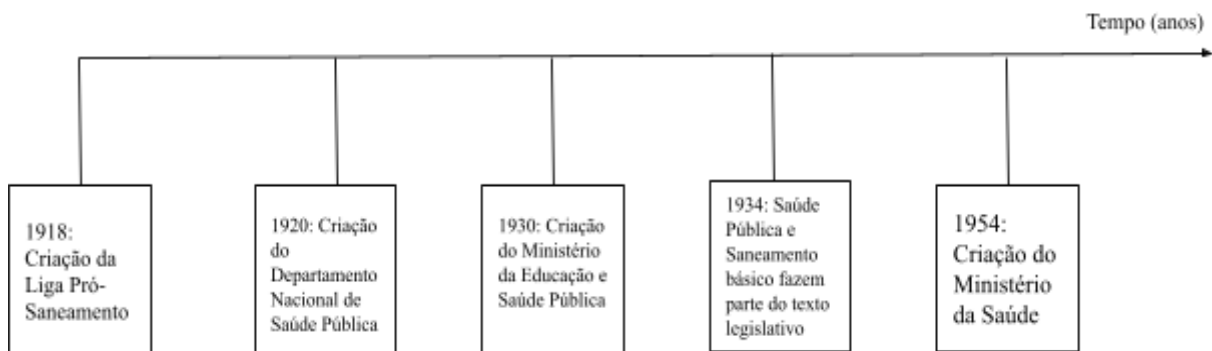 Tempo (anos)
1918:
Criação da
Liga Pró-
Saneamento
1920: Criação
do
Departamento
Nacional de
Saúde Pública
1930: Criação
do Ministério
da Educação e
Saúde Pública
1934: Saúde
Pública e
Saneamento
básico fazem
parte do texto
legislativo
1954:
Criação do
Ministério
da Saúde